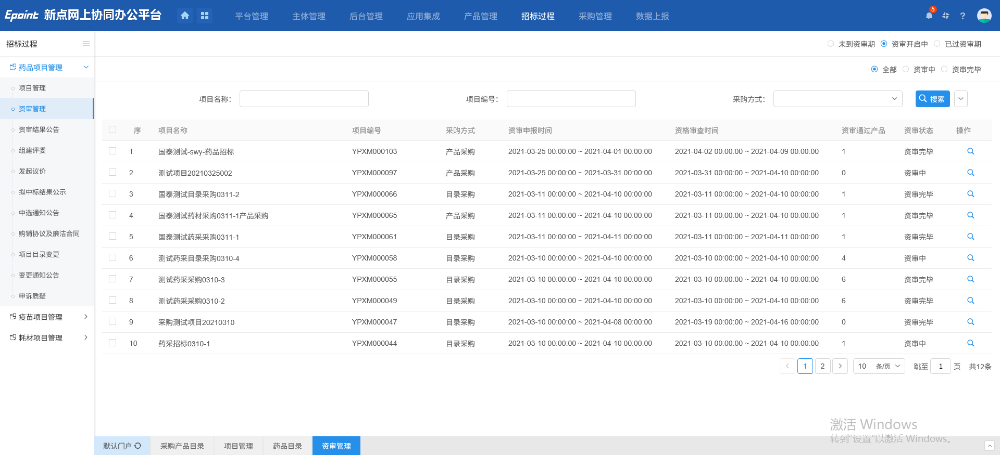 Epoint 新点网上协同办公平台 平台管理 主体管理 后台管理 应用集成 产品管理 招标过程 采购管理 数据上报 5 ?
招标过程 未到资审期 资审开启中 已过资审期
药品项目管理 全部 资审中 资审完毕
项目管理
资审管理
资审结果公告
组建评委
发起议价
拟中标结果公示
中选通知公告
购销协议及廉洁合同
项目目录变更
变更通知公告
申诉质疑
疫苗项目管理
耗材项目管理
项目名称: 项目编号: 采购方式: 搜索
序 项目名称 项目编号 采购方式 资审申报时间 资格审查时间 资审通过产品 资审状态 操作
1 国泰测试-swy-药品招标 YPXM000103 产品采购 2021-03-25 00:00:00 ~ 2021-04-01 00:00:00 2021-04-02 00:00:00 ~ 2021-04-09 00:00:00 1 资审完毕
2 测试项目20210325002 YPXM000097 产品采购 2021-03-25 00:00:00 ~ 2021-03-31 00:00:00 2021-03-31 00:00:00 ~ 2021-04-10 00:00:00 0 资审中
3 国泰测试目录采购0311-2 YPXM000066 目录采购 2021-03-11 00:00:00 ~ 2021-04-10 00:00:00 2021-03-11 00:00:00 ~ 2021-04-10 00:00:00 1 资审完毕
4 国泰测试药材采购0311-1产品采购 YPXM000065 产品采购 2021-03-11 00:00:00 ~ 2021-04-10 00:00:00 2021-03-11 00:00:00 ~ 2021-04-10 00:00:00 1 资审完毕
5 国泰测试药采采购0311-1 YPXM000061 目录采购 2021-03-11 00:00:00 ~ 2021-04-11 00:00:00 2021-03-11 00:00:00 ~ 2021-04-11 00:00:00 1 资审完毕
6 测试药采目录采购0310-4 YPXM000058 目录采购 2021-03-10 00:00:00 ~ 2021-04-10 00:00:00 2021-03-10 00:00:00 ~ 2021-04-10 00:00:00 4 资审中
7 测试药采采购0310-3 YPXM000055 目录采购 2021-03-10 00:00:00 ~ 2021-04-10 00:00:00 2021-03-10 00:00:00 ~ 2021-04-10 00:00:00 6 资审完毕
8 测试药采采购0310-2 YPXM000049 目录采购 2021-03-10 00:00:00 ~ 2021-04-10 00:00:00 2021-03-10 00:00:00 ~ 2021-04-10 00:00:00 6 资审完毕
9 采购测试项目20210310 YPXM000047 目录采购 2021-03-10 00:00:00 ~ 2021-04-08 00:00:00 2021-03-19 00:00:00 ~ 2021-04-16 00:00:00 0 资审完毕
10 药采招标0310-1 YPXM000044 目录采购 2021-03-10 00:00:00 ~ 2021-04-10 00:00:00 2021-03-10 00:00:00 ~ 2021-04-10 00:00:00 1 资审中
1 2 10 条/页 跳至 1 页 共12条
激活 Windows
转到"设置"以激活 Windows。
默认门户 采购产品目录 项目管理 药品目录 资审管理